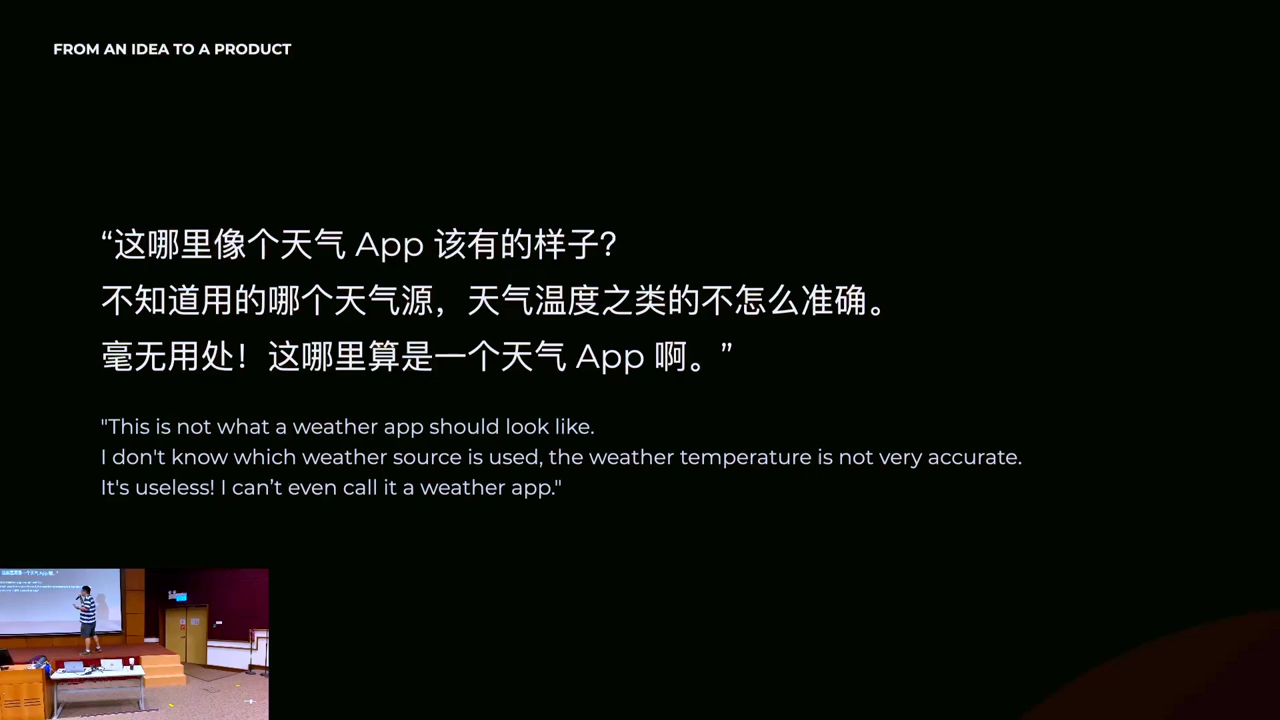 FROM AN IDEA TO A PRODUCT
“这哪里像个天气 App 该有的样子？
不知道用的哪个天气源，天气温度之类的不怎么准确。
毫无用处！这哪里算是一个天气 App 啊。”
"This is not what a weather app should look like.
I don't know which weather source is used, the weather temperature is not very accurate.
It's useless! I can’t even call it a weather app."